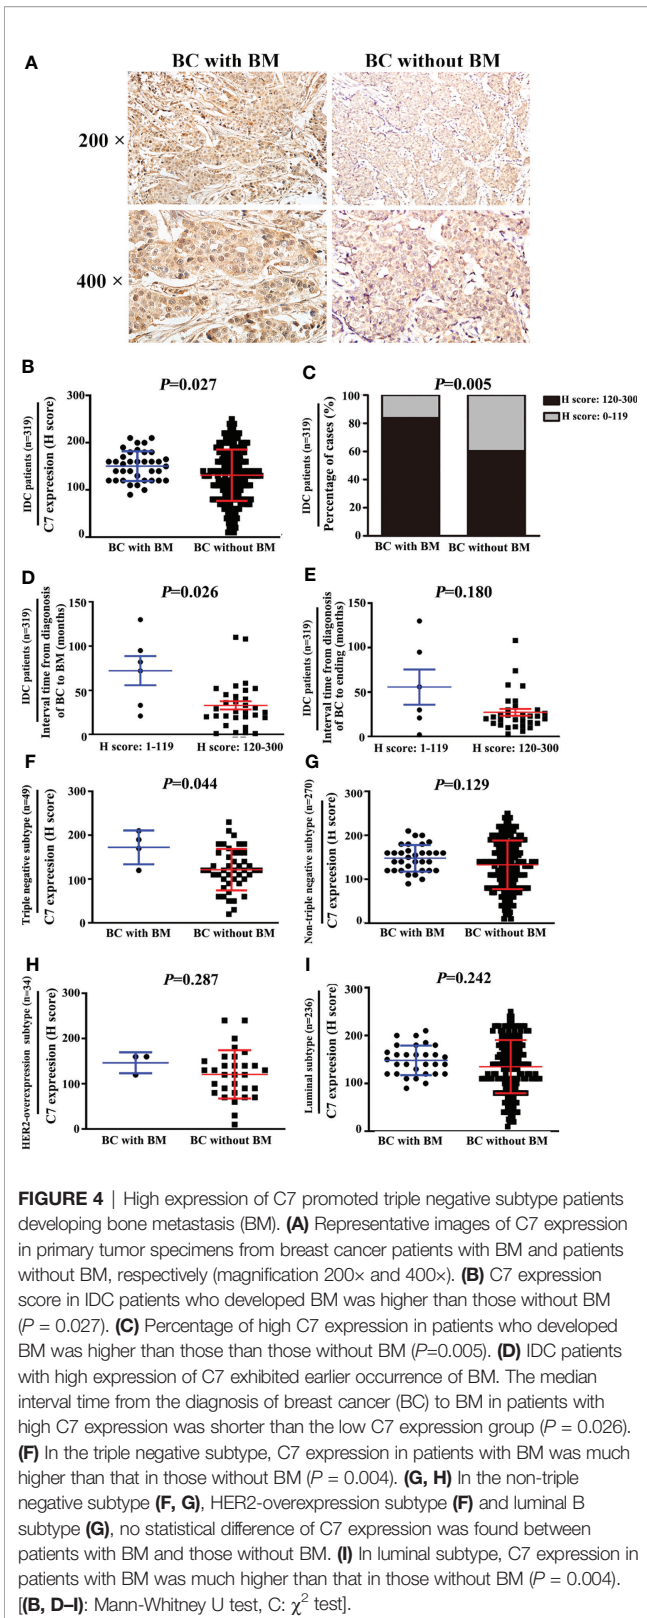 BC with BM
BC without BM
A
200 ×
400 ×
B
P=0.027
IDC patients (n=319)
C7 expreesion (H score)
300
200
100
0
BC with BM
BC without BM
C
P=0.005
IDC patients (n=319)
Percentage of cases (%)
100
80
60
40
20
0
BC with BM
BC without BM
H score: 120-300
H score: 0-119
D
P=0.026
IDC patients (n=319)
Interval time from diagonosis
of BC to BM (months)
150
100
50
0
H score: 1-119
H score: 120-300
E
P=0.180
IDC patients (n=319)
Interval time from diagonosis
of BC to ending (months)
150
100
50
0
H score: 1-119
H score: 120-300
F
P=0.044
Triple negative subtype (n=49)
C7 expreesion (H score)
300
200
100
0
BC with BM
BC without BM
G
P=0.129
Non-triple negative subtype (n=270)
C7 expreesion (H score)
300
200
100
0
BC with BM
BC without BM
H
P=0.287
HER2-overexpression subtype (n=34)
C7 expreesion (H score)
300
200
100
0
BC with BM
BC without BM
I
P=0.242
Luminal subtype (n=236)
C7 expreesion (H score)
300
200
100
0
BC with BM
BC without BM
FIGURE 4 | High expression of C7 promoted triple negative subtype patients
developing bone metastasis (BM). (A) Representative images of C7 expression
in primary tumor specimens from breast cancer patients with BM and patients
without BM, respectively (magnification 200× and 400×). (B) C7 expression
score in IDC patients who developed BM was higher than those without BM
(P = 0.027). (C) Percentage of high C7 expression in patients who developed
BM was higher than those than those without BM (P=0.005). (D) IDC patients
with high expression of C7 exhibited earlier occurrence of BM. The median
interval time from the diagnosis of breast cancer (BC) to BM in patients with
high C7 expression was shorter than the low C7 expression group (P = 0.026).
(F) In the triple negative subtype, C7 expression in patients with BM was much
higher than that in those without BM (P = 0.004). (G, H) In the non-triple
negative subtype (F, G), HER2-overexpression subtype (F) and luminal B
subtype (G), no statistical difference of C7 expression was found between
patients with BM and those without BM. (I) In luminal subtype, C7 expression in
patients with BM was much higher than that in those without BM (P = 0.004).
[(B, D–I): Mann-Whitney U test, C: χ2 test].